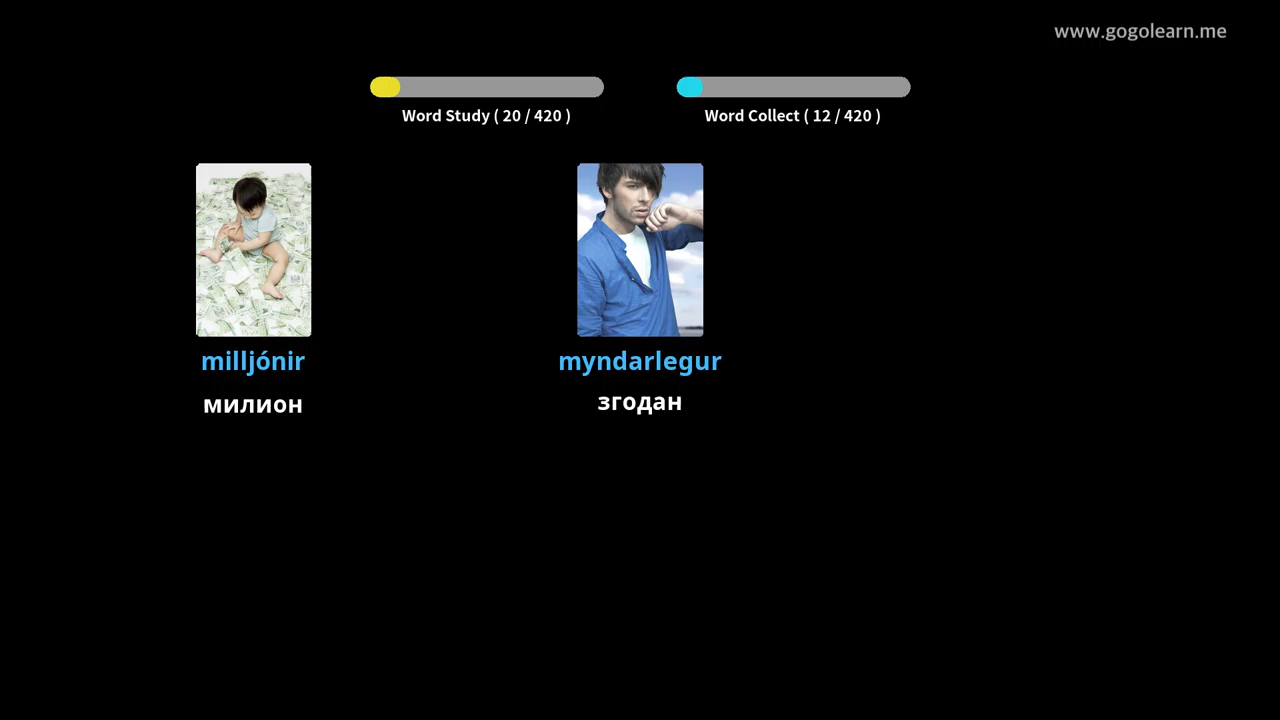 www.gogolearn.me
Word Study ( 20 / 420 )
Word Collect ( 12 / 420 )
milljónir
myndarlegur
милион
згодан